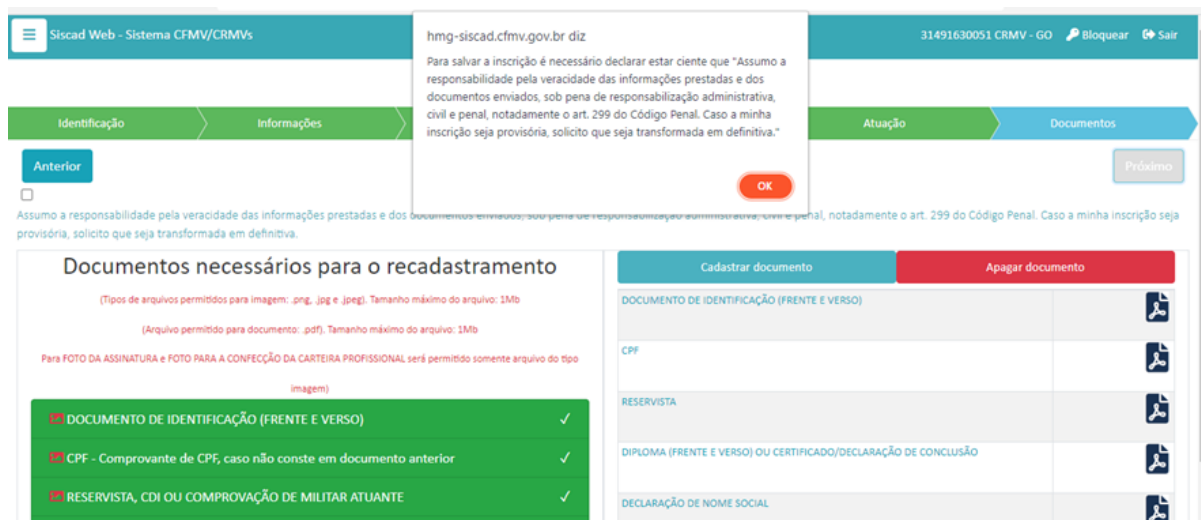 Siscad Web - Sistema CFMV/CRMVs
31491630051 CRMV - GO Bloquear Sair
hmg-siscad.cfmv.gov.br diz
Para salvar a inscrição é necessário declarar estar ciente que "Assumo a
responsabilidade pela veracidade das informações prestadas e dos
documentos enviados, sob pena de responsabilização administrativa,
civil e penal, notadamente o art. 299 do Código Penal. Caso a minha
inscrição seja provisória, solicito que seja transformada em definitiva."
OK
Identificação
Informações
Atuação
Documentos
Anterior
Próximo
Assumo a responsabilidade pela veracidade das informações prestadas e dos documentos enviados, sob pena de responsabilização administrativa, civil e penal, notadamente o art. 299 do Código Penal. Caso a minha inscrição seja
provisória, solicito que seja transformada em definitiva.
Documentos necessários para o recadastramento
(Tipos de arquivos permitidos para imagem: .png, .jpg e .jpeg). Tamanho máximo do arquivo: 1Mb
(Arquivo permitido para documento: .pdf). Tamanho máximo do arquivo: 1Mb
Para FOTO DA ASSINATURA e FOTO PARA A CONFECÇÃO DA CARTEIRA PROFISSIONAL será permitido somente arquivo do tipo
imagem)
DOCUMENTO DE IDENTIFICAÇÃO (FRENTE E VERSO)
CPF - Comprovante de CPF, caso não conste em documento anterior
RESERVISTA, CDI OU COMPROVAÇÃO DE MILITAR ATUANTE
Cadastrar documento
Apagar documento
DOCUMENTO DE IDENTIFICAÇÃO (FRENTE E VERSO)
CPF
RESERVISTA
DIPLOMA (FRENTE E VERSO) OU CERTIFICADO/DECLARAÇÃO DE CONCLUSÃO
DECLARAÇÃO DE NOME SOCIAL